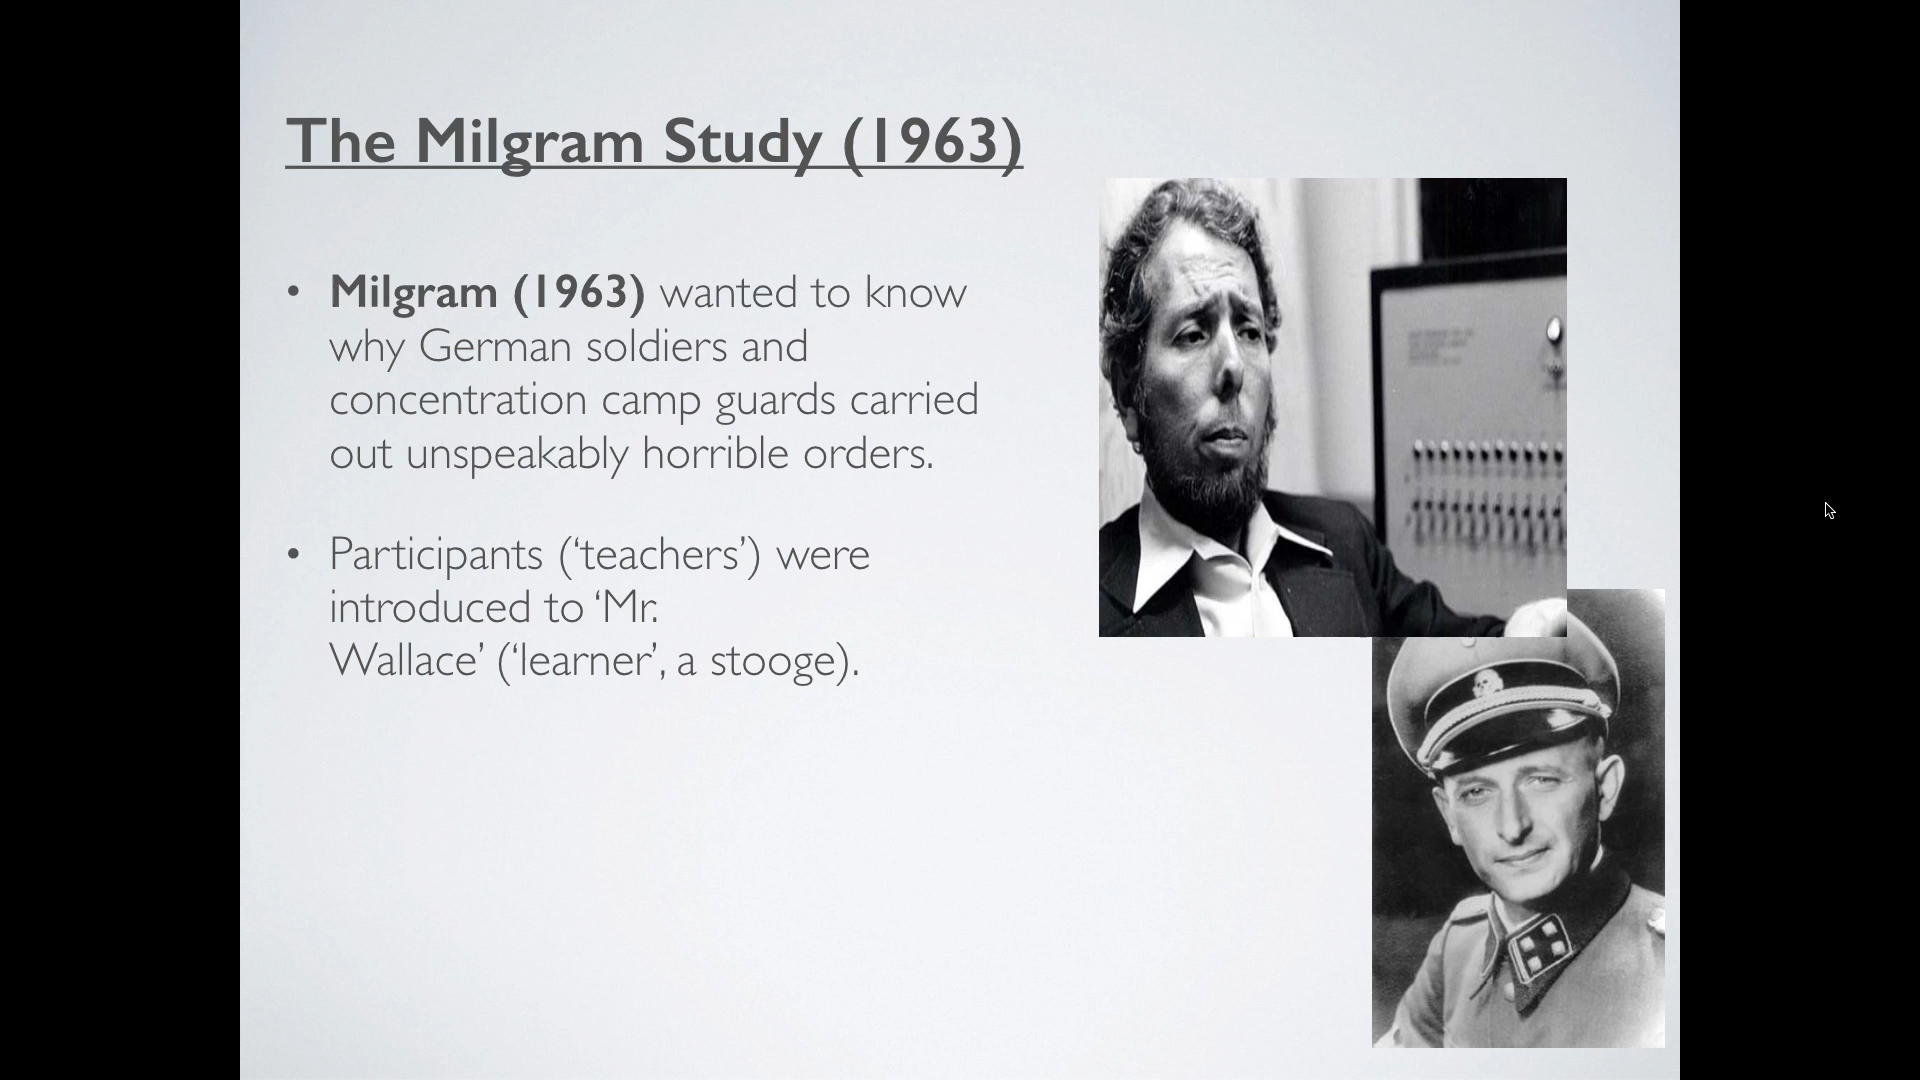 The Milgram Study (1963)
• Milgram (1963) wanted to know
why German soldiers and
concentration camp guards carried
out unspeakably horrible orders.
• Participants (‘teachers’) were
introduced to ‘Mr.
Wallace’ (‘learner’, a stooge).